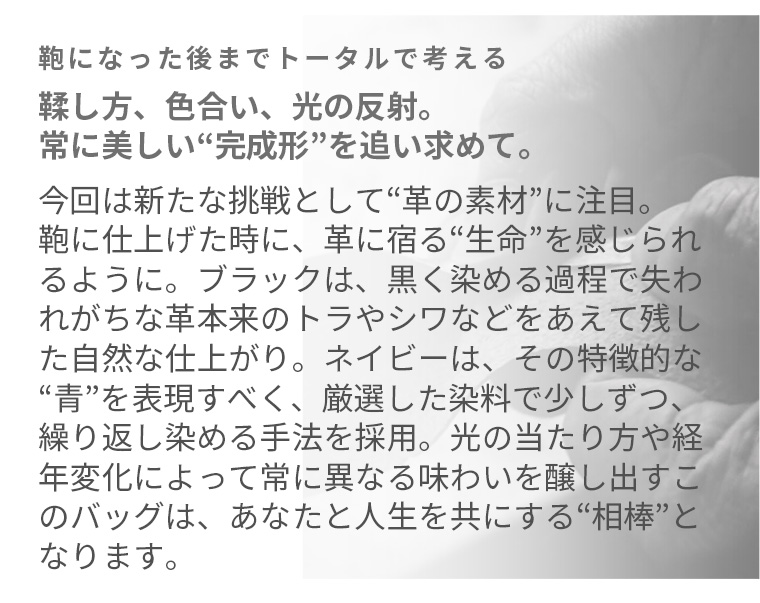 鞄になった後までトータルで考える
鞣し方、色合い、光の反射。
常に美しい“完成形”を追い求めて。
今回は新たな挑戦として“革の素材”に注目。
鞄に仕上げた時に、革に宿る“生命”を感じられ
るように。ブラックは、黒く染める過程で失わ
れがちな革本来のトラやシワなどをあえて残し
た自然な仕上がり。ネイビーは、その特徴的な
“青”を表現すべく、厳選した染料で少しずつ、
繰り返し染める手法を採用。光の当たり方や経
年変化によって常に異なる味わいを醸し出すこ
のバッグは、あなたと人生を共にする“相棒”と
なります。